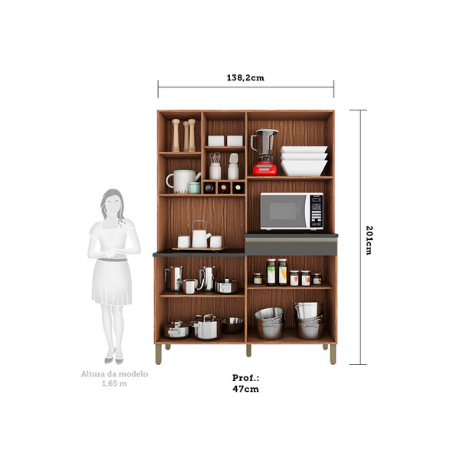 138,2cm
201cm
Altura da modelo
1,65 m
Prof.:
47cm